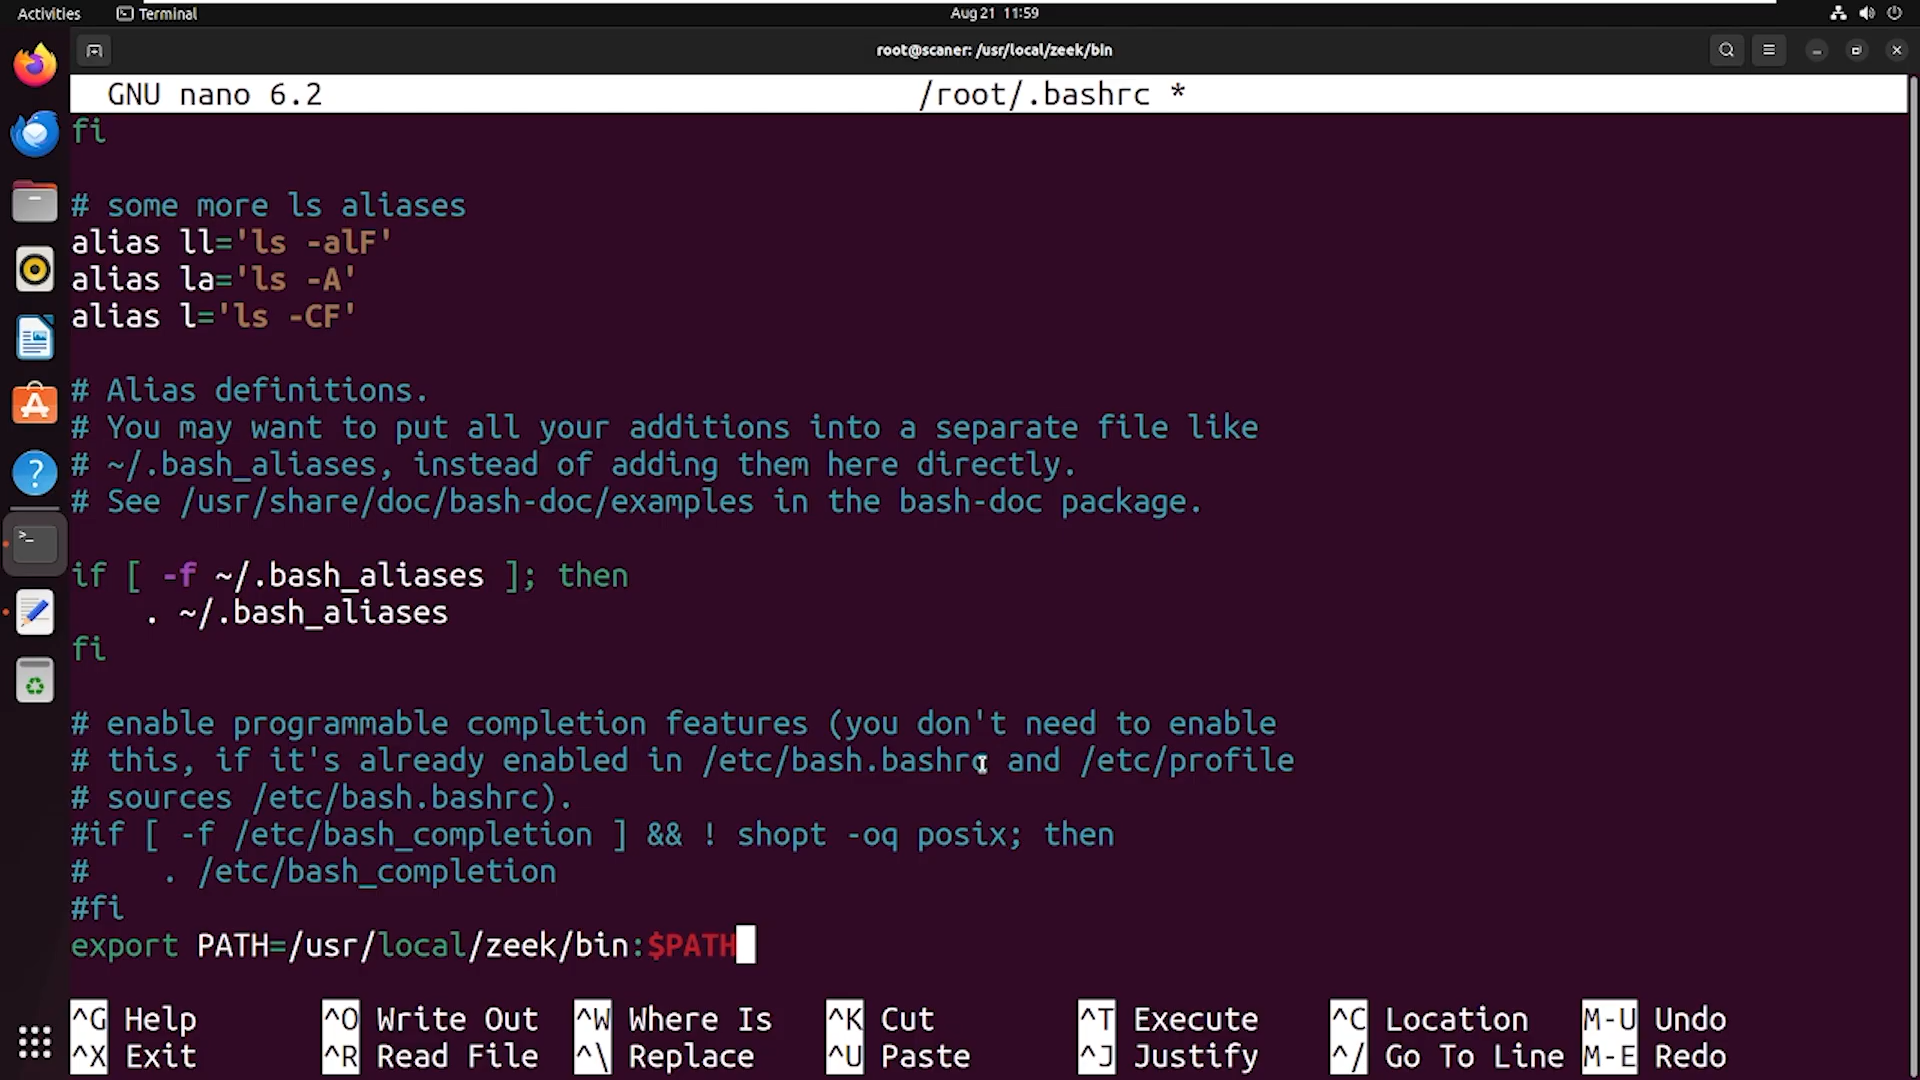 Activities
Terminal
Aug 21 11:59
root@scaner: /usr/local/zeek/bin
GNU nano 6.2
/root/.bashrc *
fi
# some more ls aliases
alias ll='ls -alF'
alias la='ls -A'
alias l='ls -CF'
# Alias definitions.
# You may want to put all your additions into a separate file like
# ~/.bash_aliases, instead of adding them here directly.
# See /usr/share/doc/bash-doc/examples in the bash-doc package.
if [ -f ~/.bash_aliases ]; then
    . ~/.bash_aliases
fi
# enable programmable completion features (you don't need to enable
# this, if it's already enabled in /etc/bash.bashrc and /etc/profile
# sources /etc/bash.bashrc).
#if [ -f /etc/bash_completion ] && ! shopt -oq posix; then
#    . /etc/bash_completion
#fi
export PATH=/usr/local/zeek/bin:$PATH
^G Help ^O Write Out ^W Where Is ^K Cut ^T Execute ^C Location M-U Undo
^X Exit ^R Read File ^\ Replace ^U Paste ^J Justify ^/ Go To Line M-E Redo